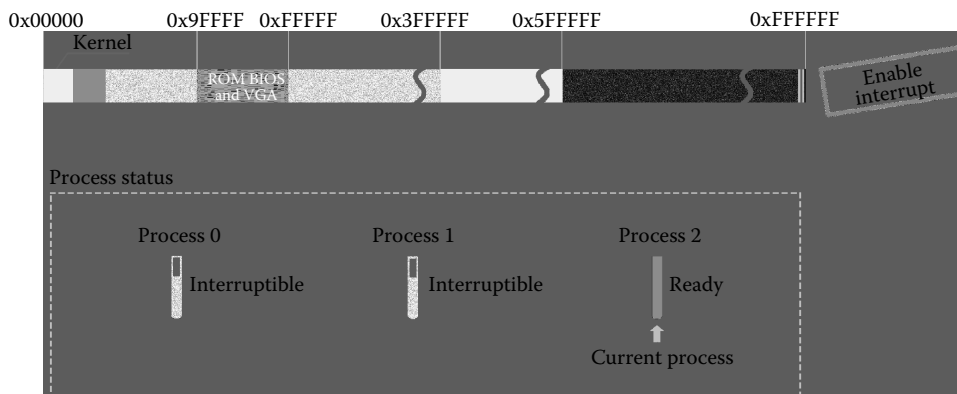 0x00000 0x9FFFF 0xFFFFF 0x3FFFFF 0x5FFFFF 0xFFFFFF
Kernel
ROM BIOS
and VGA
Enable
interrupt
Process status
Process 0 Process 1 Process 2
Interruptible Interruptible Ready
Current process